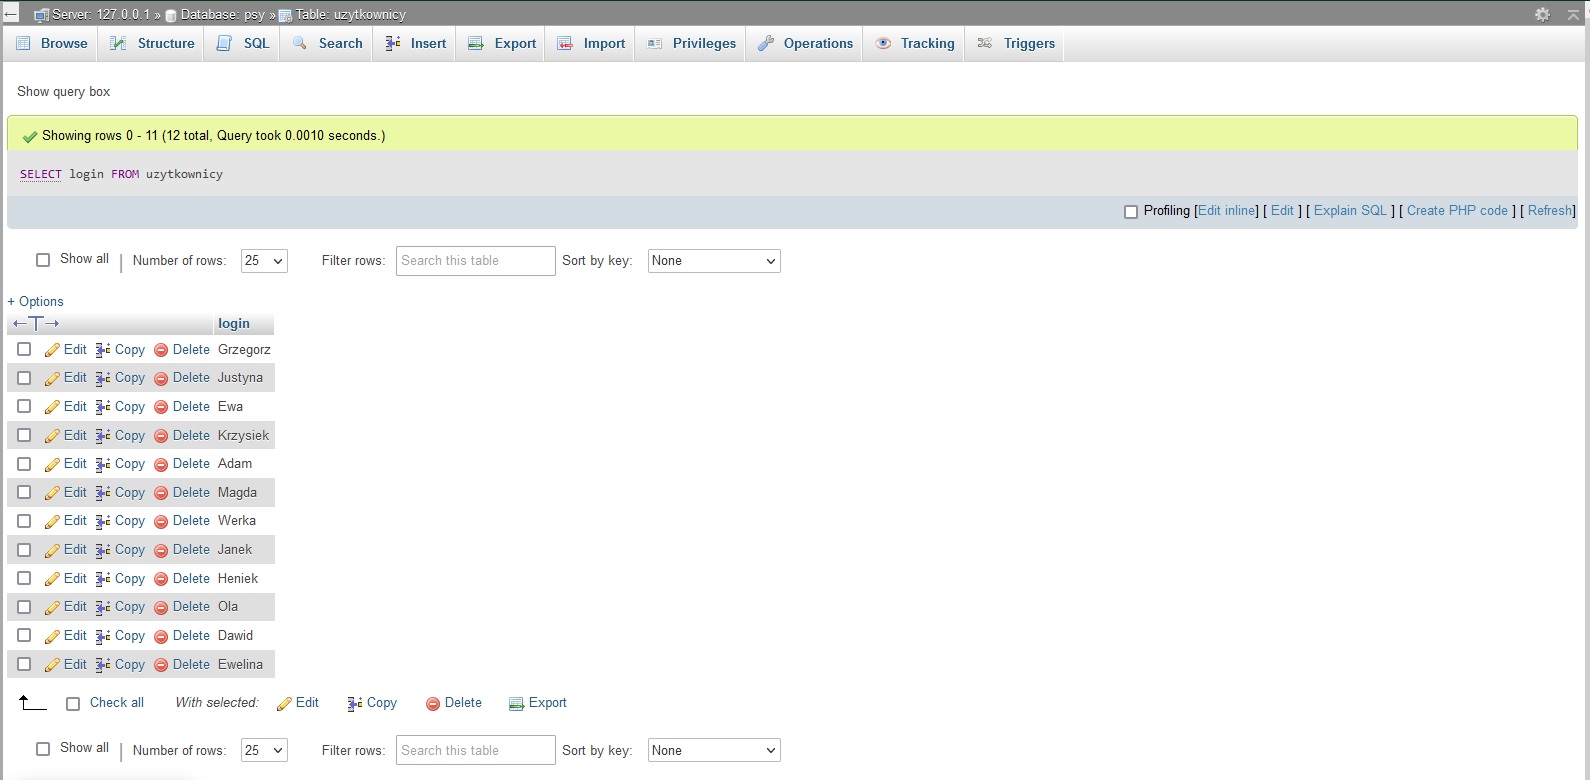 Server: 127.0.0.1 » Database: psy » Table: uzytkownicy
Browse Structure SQL Search Insert Export Import Privileges Operations Tracking Triggers
Show query box
Showing rows 0 - 11 (12 total, Query took 0.0010 seconds.)
SELECT login FROM uzytkownicy
Profiling [Edit inline] [ Edit ] [ Explain SQL ] [ Create PHP code ] [ Refresh]
Show all | Number of rows: 25 Filter rows: Search this table Sort by key: None
+ Options
←T→ login
Edit Copy Delete Grzegorz
Edit Copy Delete Justyna
Edit Copy Delete Ewa
Edit Copy Delete Krzysiek
Edit Copy Delete Adam
Edit Copy Delete Magda
Edit Copy Delete Werka
Edit Copy Delete Janek
Edit Copy Delete Heniek
Edit Copy Delete Ola
Edit Copy Delete Dawid
Edit Copy Delete Ewelina
Check all With selected: Edit Copy Delete Export
Show all | Number of rows: 25 Filter rows: Search this table Sort by key: None